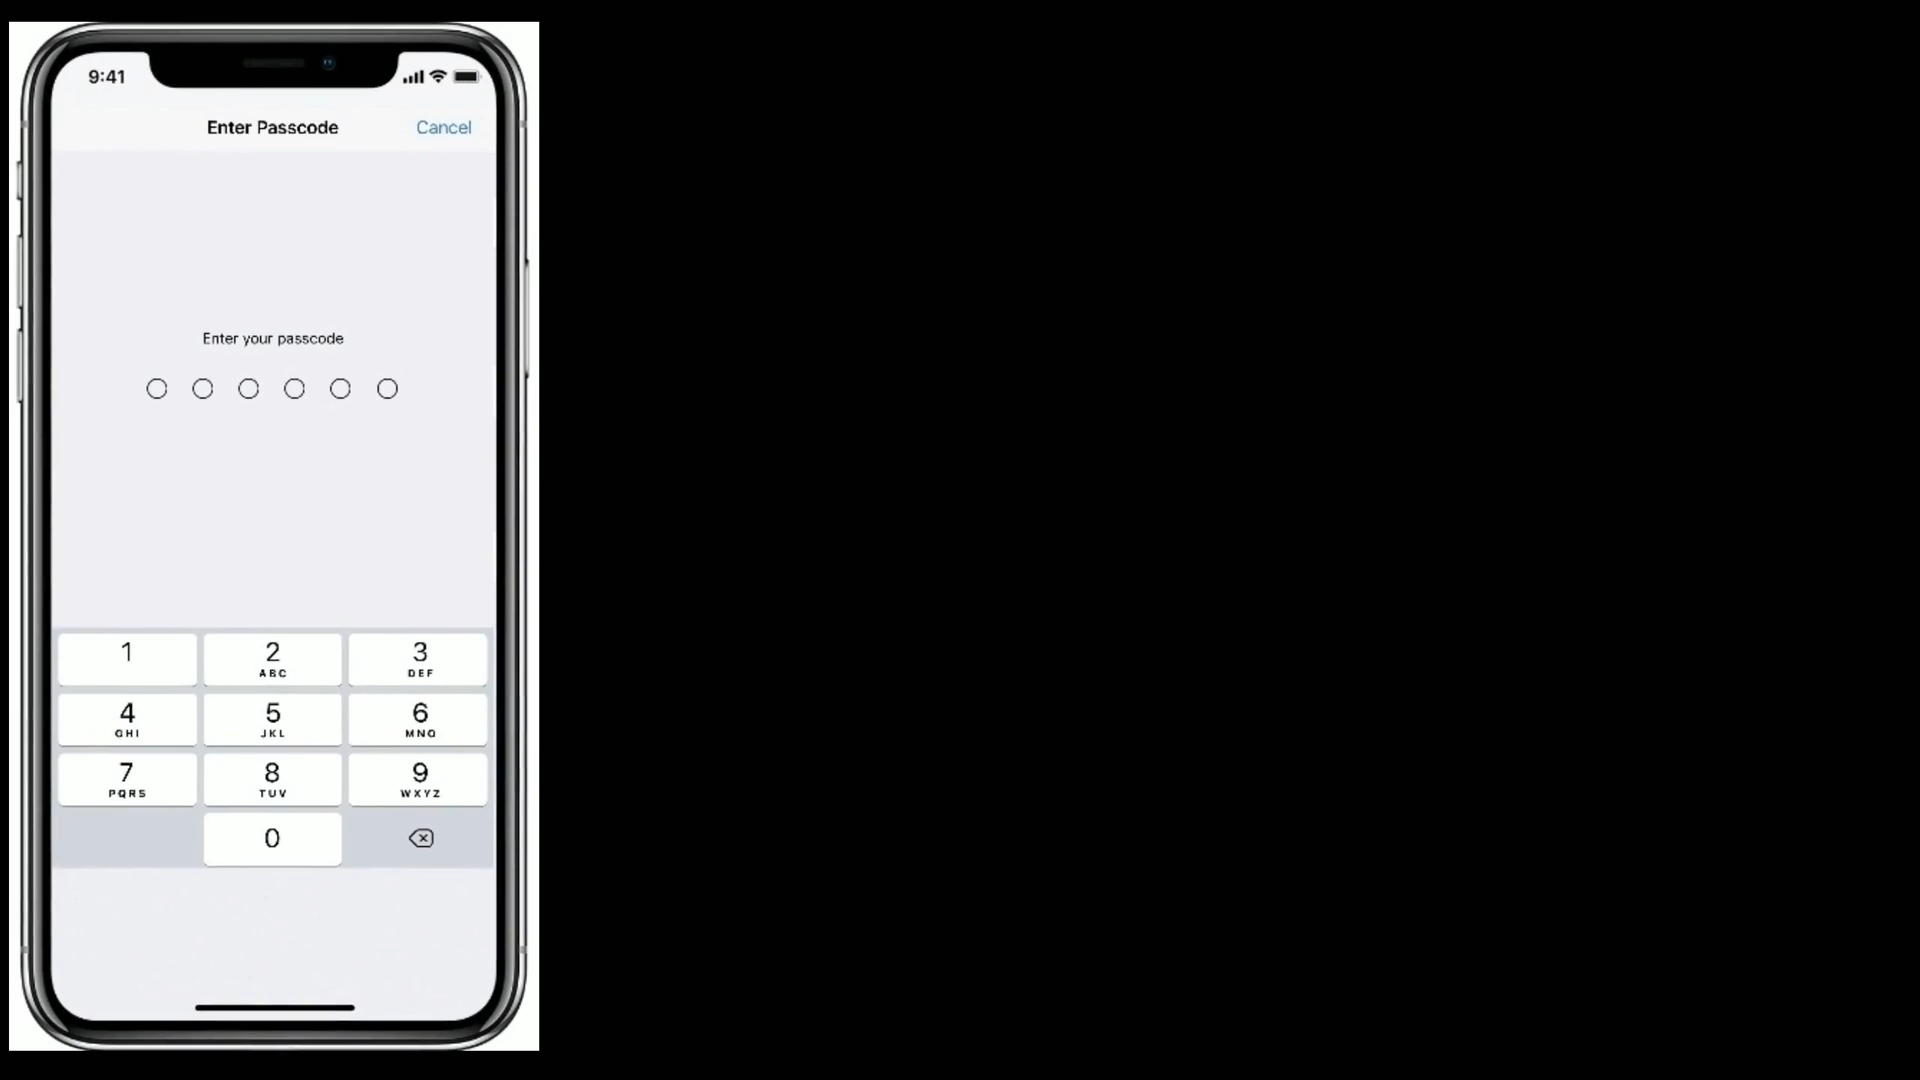 9:41
Enter Passcode Cancel
Enter your passcode
1 2 3
ABC DEF
4 5 6
GHI JKL MNO
7 8 9
PQRS TUV WXYZ
0